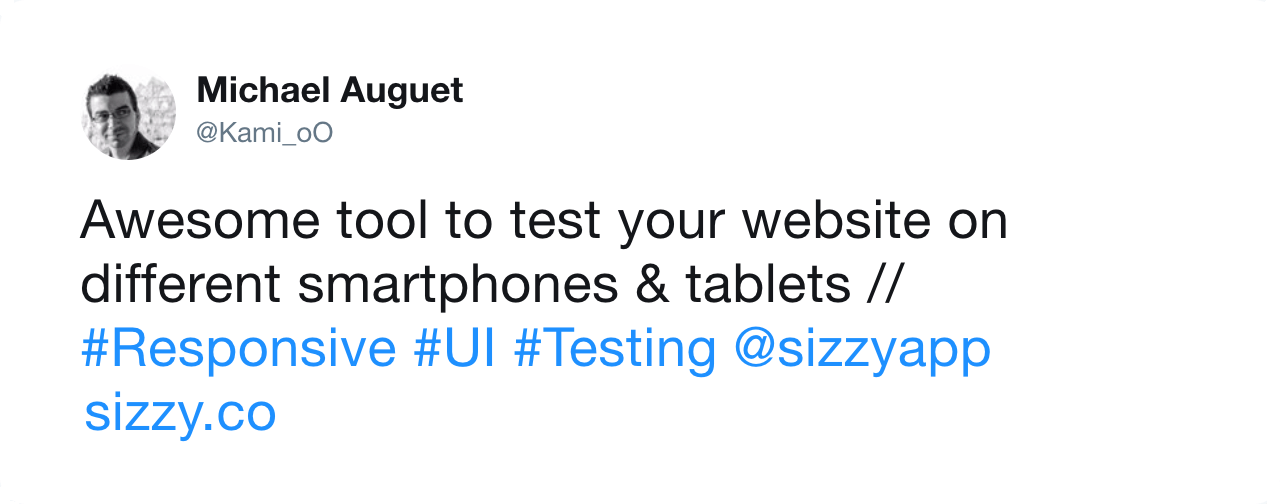 Michael Auguet
@Kami_oO
Awesome tool to test your website on
different smartphones & tablets //
#Responsive #UI #Testing @sizzyapp
sizzy.co